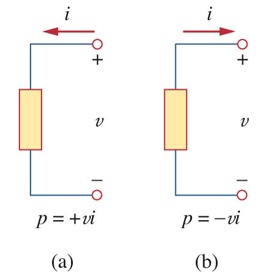 i i
+ +
v v
− −
p = +vi p = −vi
(a) (b)